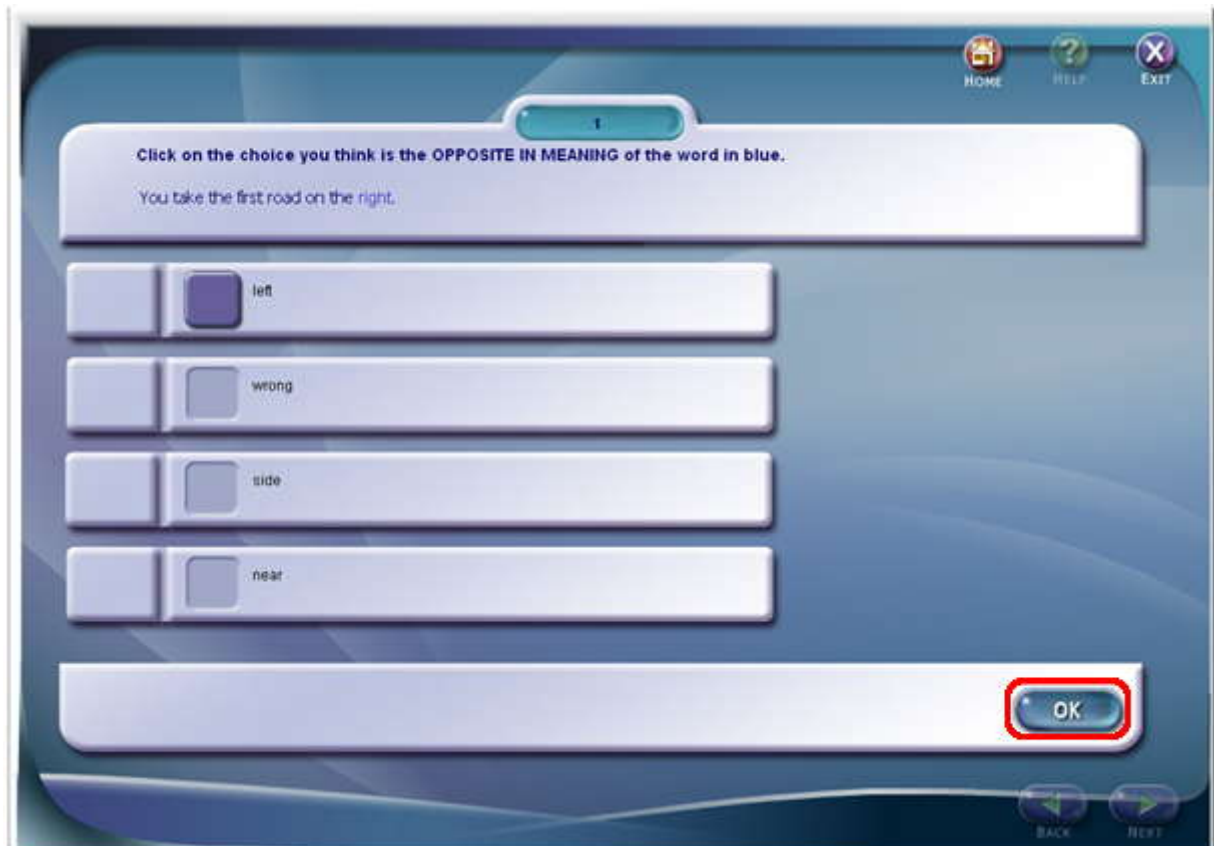 HOME HELP EXIT
1
Click on the choice you think is the OPPOSITE IN MEANING of the word in blue.
You take the first road on the right.
left
wrong
side
near
OK
BACK NEXT